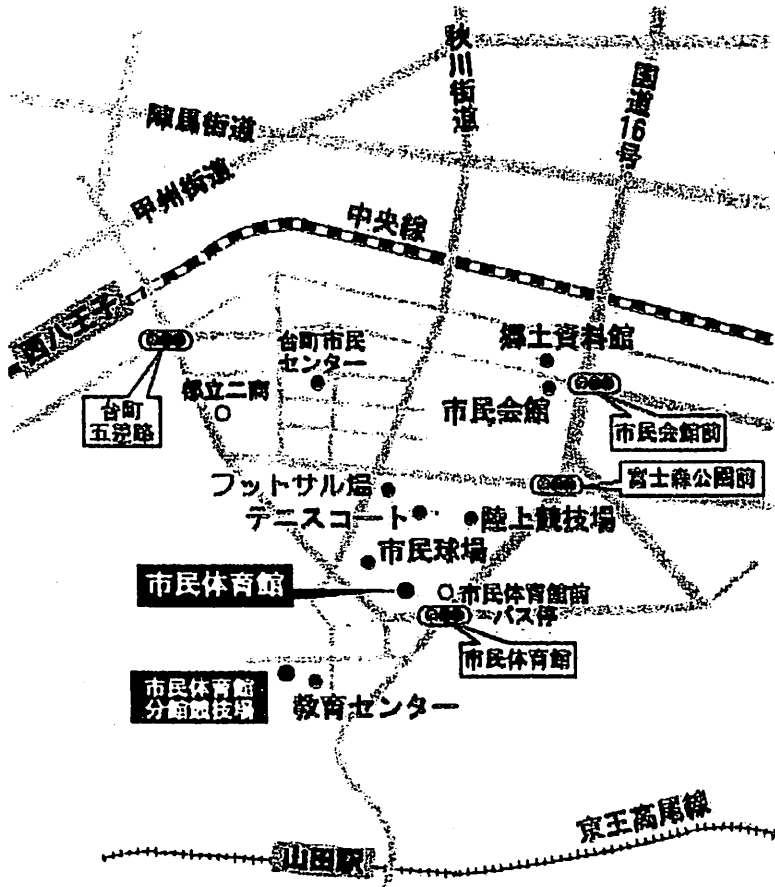 秋川街道
国道16号
陣馬街道
甲州街道
中央線
西八王子
台町市民
センター
郷土資料館
都立二商
市民会館
台町
五差路
市民会館前
フットサル場
富士森公園前
テニスコート
陸上競技場
市民球場
市民体育館
市民体育館前
バス停
市民体育館
市民体育館
分館競技場
教育センター
京王高尾線
山田駅